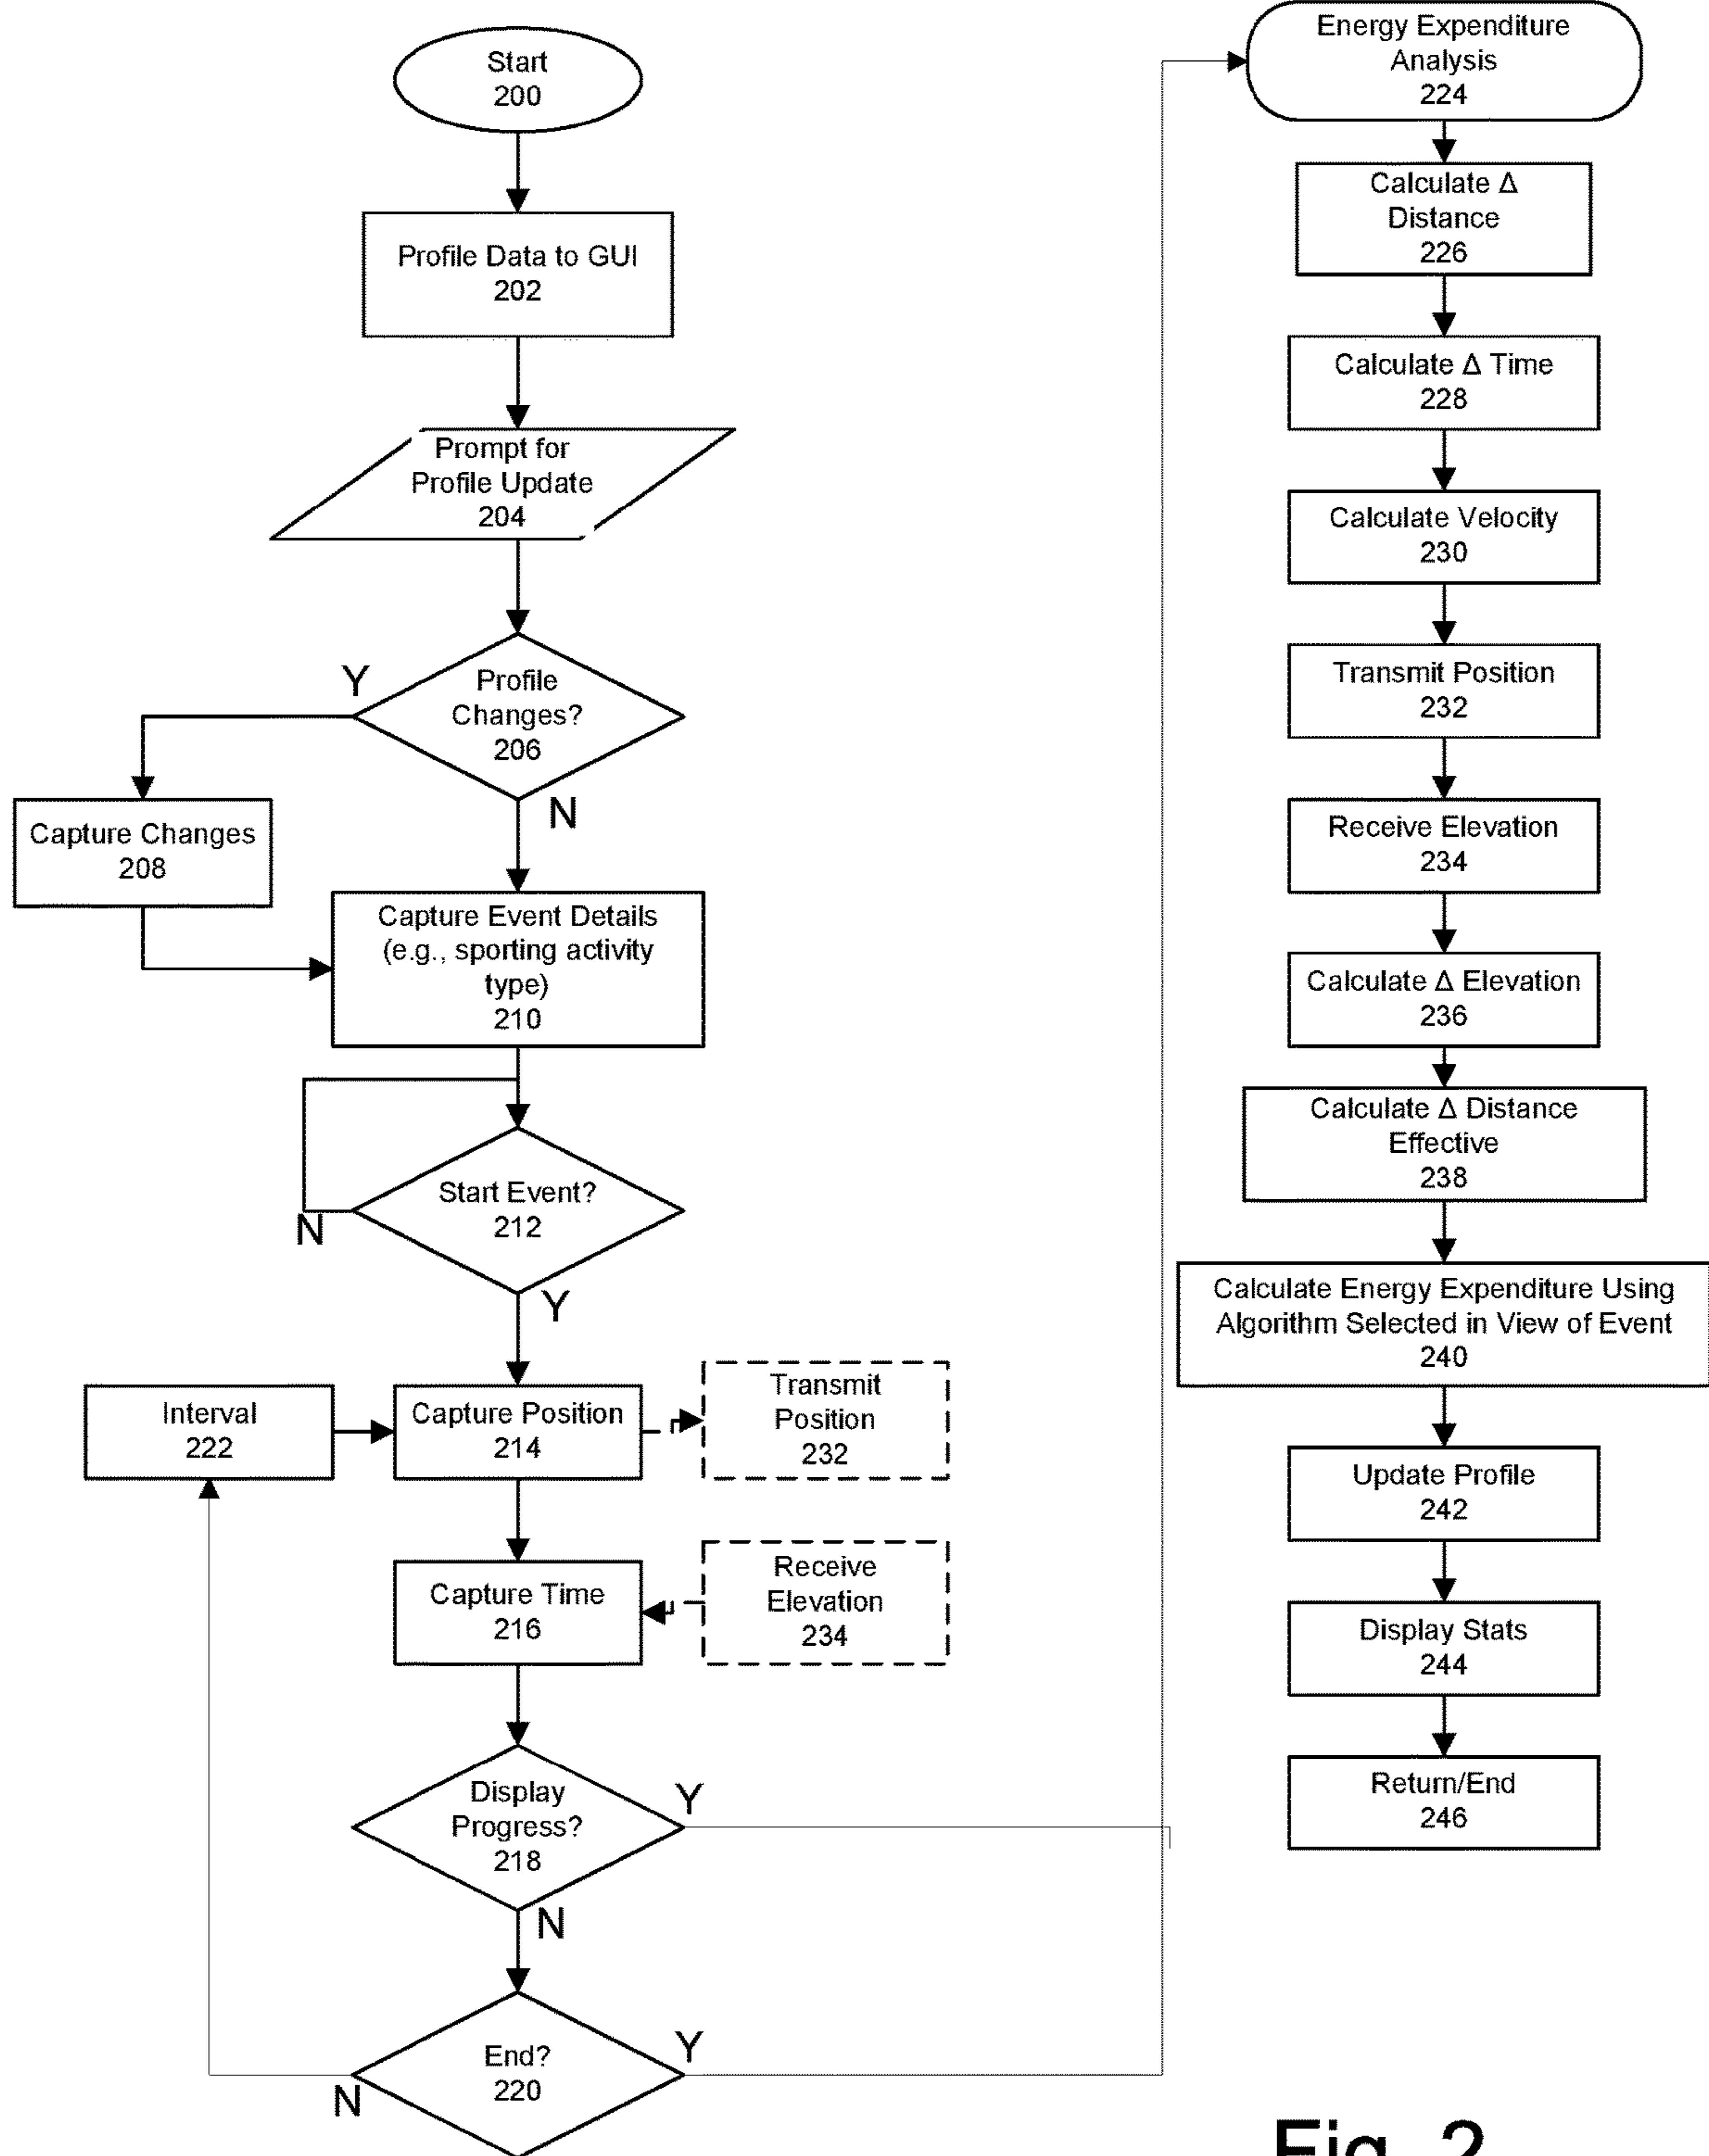 Start
200
Profile Data to GUI
202
Prompt for
Profile Update
204
Y
Profile
Changes?
206
N
Capture Changes
208
Capture Event Details
(e.g., sporting activity
type)
210
Start Event?
212
N
Y
Interval
222
Capture Position
214
Transmit
Position
232
Capture Time
216
Receive
Elevation
234
Display
Progress?
218
Y
N
End?
220
Y
N
Energy Expenditure
Analysis
224
Calculate Δ
Distance
226
Calculate Δ Time
228
Calculate Velocity
230
Transmit Position
232
Receive Elevation
234
Calculate Δ Elevation
236
Calculate Δ Distance
Effective
238
Calculate Energy Expenditure Using
Algorithm Selected in View of Event
240
Update Profile
242
Display Stats
244
Return/End
246
Fig. 2